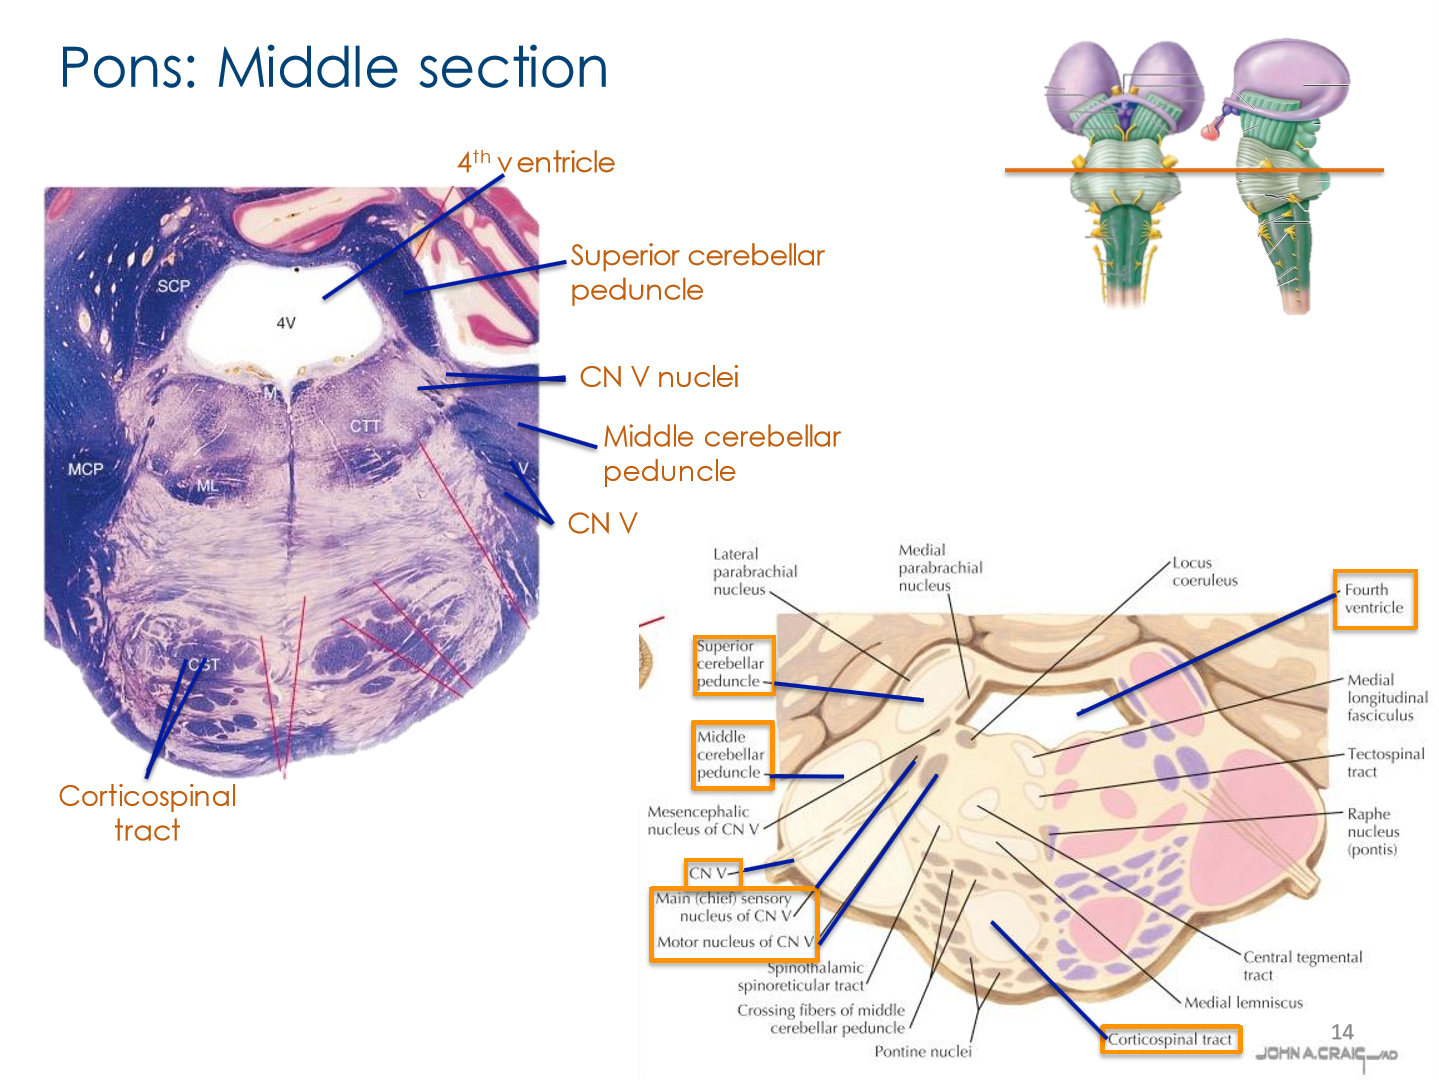 Pons: Middle section
4th ventricle
Superior cerebellar
peduncle
SCP
4V
CN V nuclei
M
CTT
Middle cerebellar
peduncle
MCP
V
ML
CN V
CST
Corticospinal
tract
Lateral
parabrachial
nucleus
Medial
parabrachial
nucleus
Locus
coeruleus
Fourth
ventricle
Superior
cerebellar
peduncle
Medial
longitudinal
fasciculus
Middle
cerebellar
peduncle
Tectospinal
tract
Mesencephalic
nucleus of CN V
Raphe
nucleus
(pontis)
CN V
Main (chief) sensory
nucleus of CN V
Motor nucleus of CN V
Spinothalamic
spinoreticular tract
Central tegmental
tract
Crossing fibers of middle
cerebellar peduncle
Medial lemniscus
Pontine nuclei
Corticospinal tract
14
JOHN A. CRAIG AD